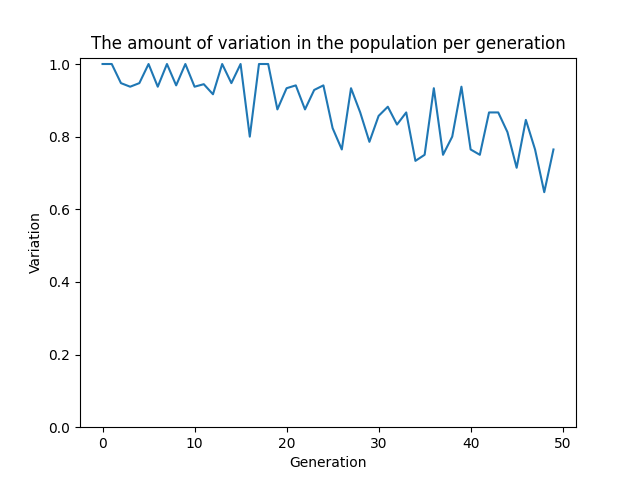 The amount of variation in the population per generation
1.0
0.8
0.6
0.4
0.2
0.0
Variation
0 10 20 30 40 50
Generation